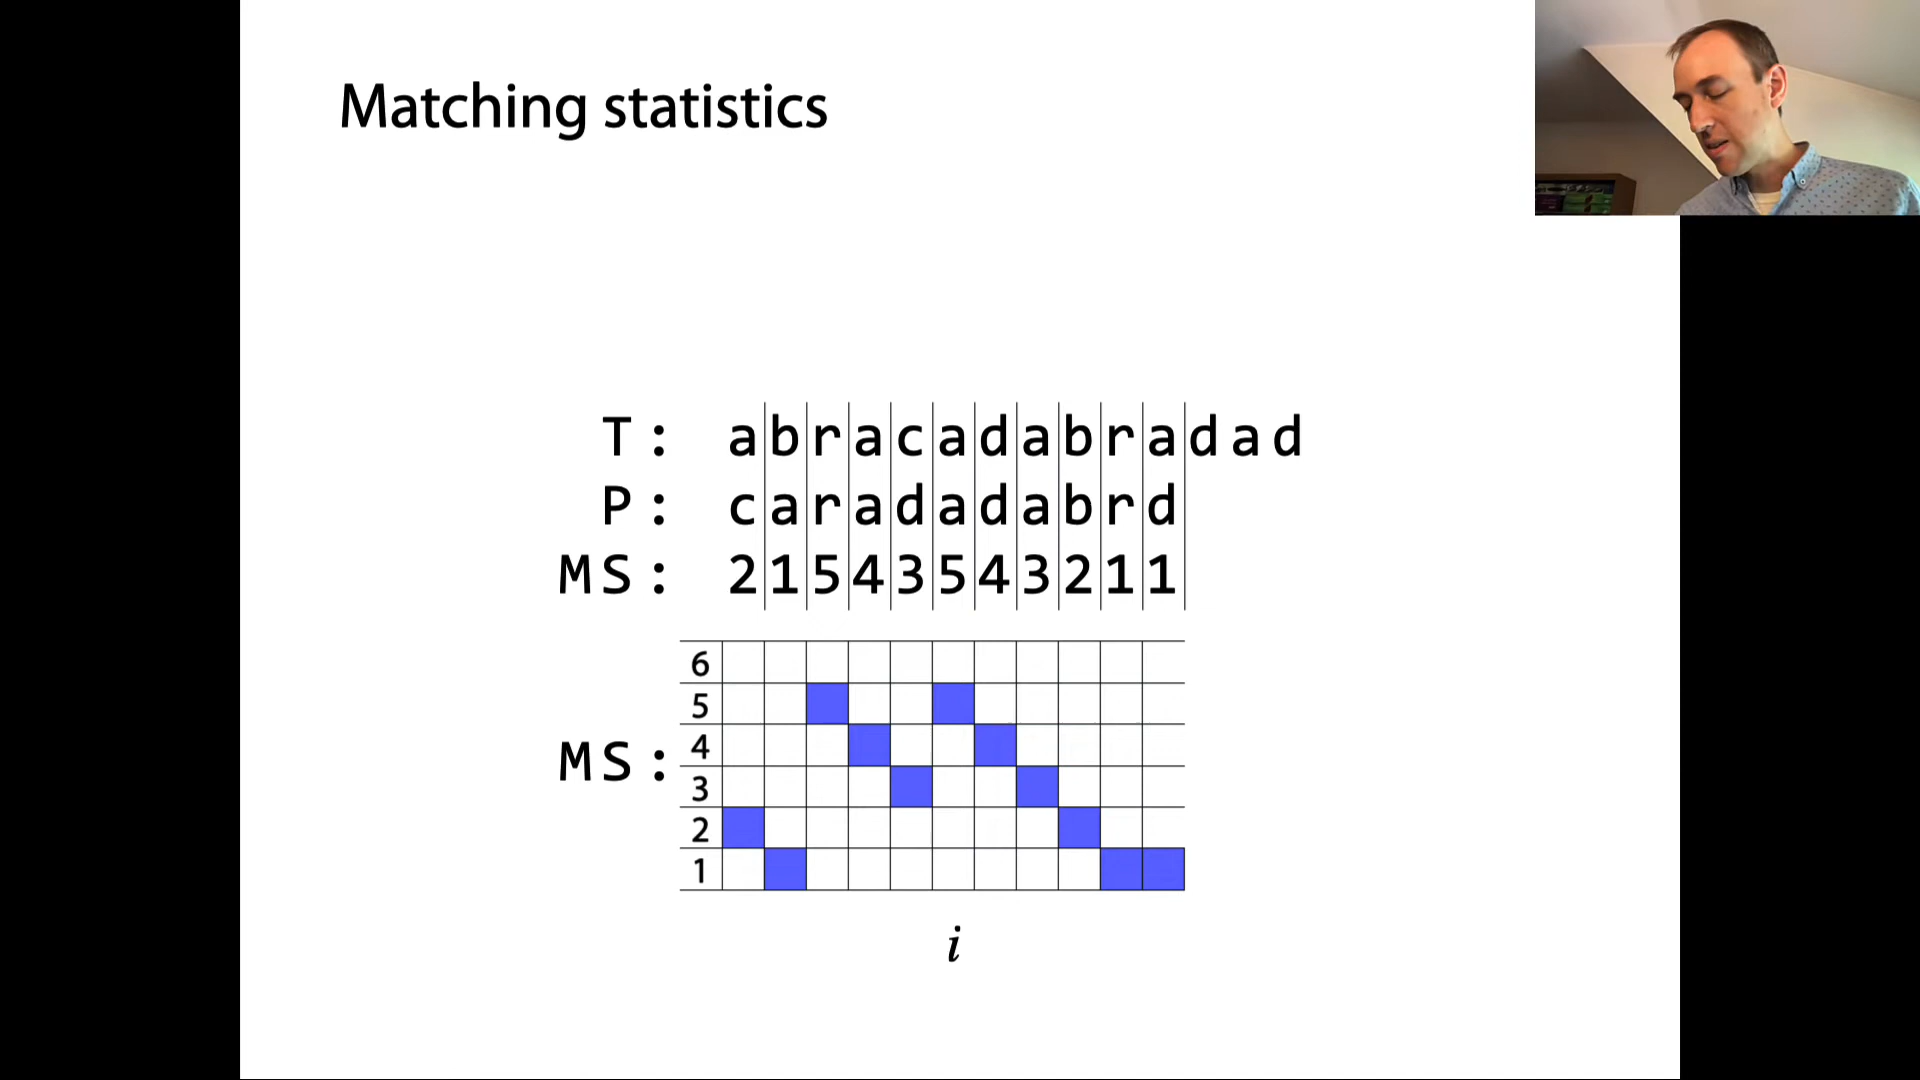 Matching statistics
T: abracadabradad
P: caradadabrd
MS: 21543543211
6
5
MS: 4
3
2
1
i